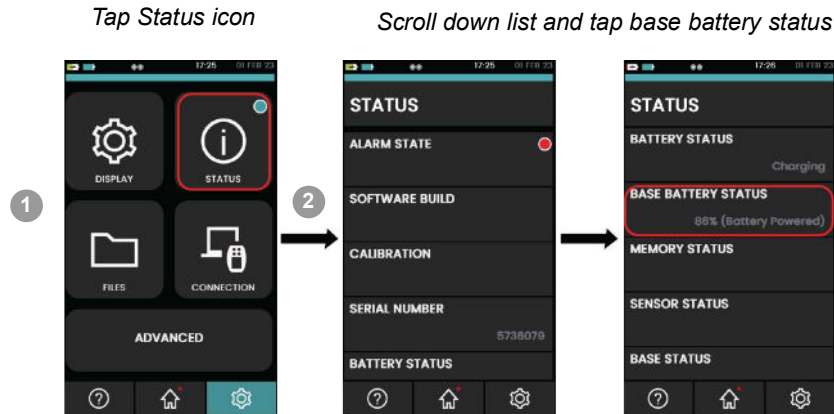 Tap Status icon
Scroll down list and tap base battery status
1
17:25 01 FEB 23
DISPLAY
STATUS
FILES
CONNECTION
ADVANCED
2
17:25 01 FEB 23
STATUS
ALARM STATE
SOFTWARE BUILD
CALIBRATION
SERIAL NUMBER
5736079
BATTERY STATUS
17:26 01 FEB 23
STATUS
BATTERY STATUS
Charging
BASE BATTERY STATUS
86% (Battery Powered)
MEMORY STATUS
SENSOR STATUS
BASE STATUS